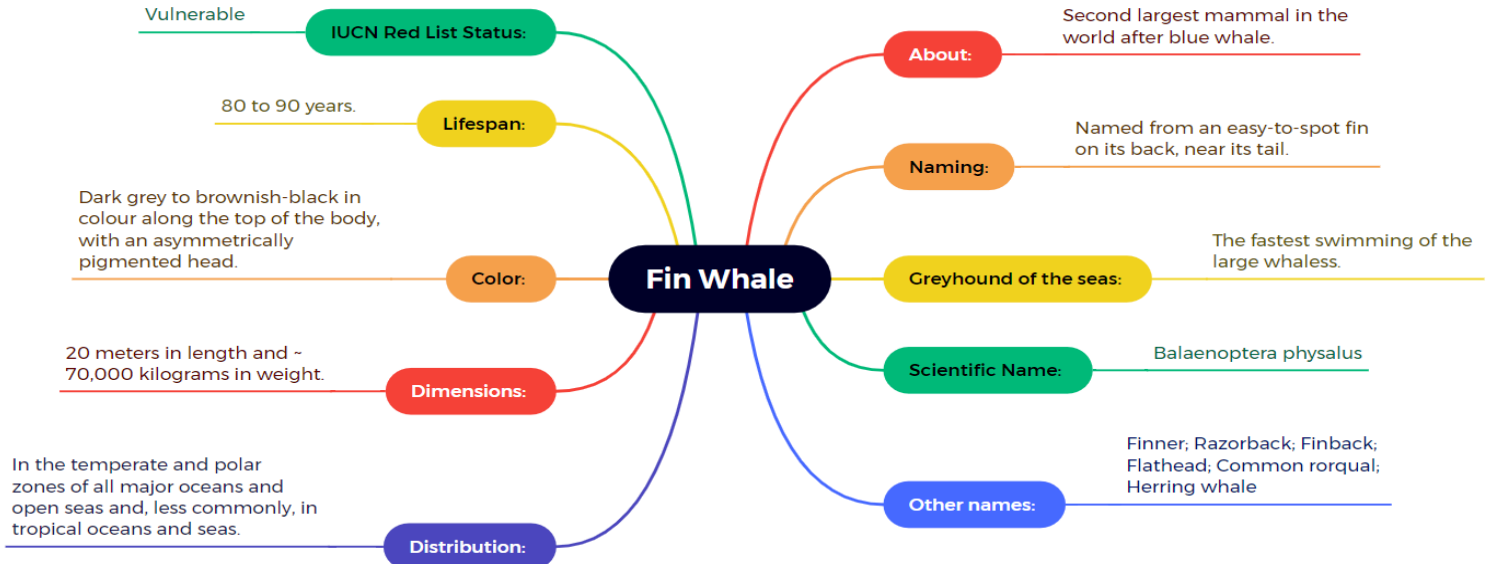 Fin Whale
About:
Second largest mammal in the
world after blue whale.
Naming:
Named from an easy-to-spot fin
on its back, near its tail.
Greyhound of the seas:
The fastest swimming of the
large whaless.
Scientific Name:
Balaenoptera physalus
Other names:
Finner; Razorback; Finback;
Flathead; Common rorqual;
Herring whale
IUCN Red List Status:
Vulnerable
Lifespan:
80 to 90 years.
Color:
Dark grey to brownish-black in
colour along the top of the body,
with an asymmetrically
pigmented head.
Dimensions:
20 meters in length and ~
70,000 kilograms in weight.
Distribution:
In the temperate and polar
zones of all major oceans and
open seas and, less commonly, in
tropical oceans and seas.